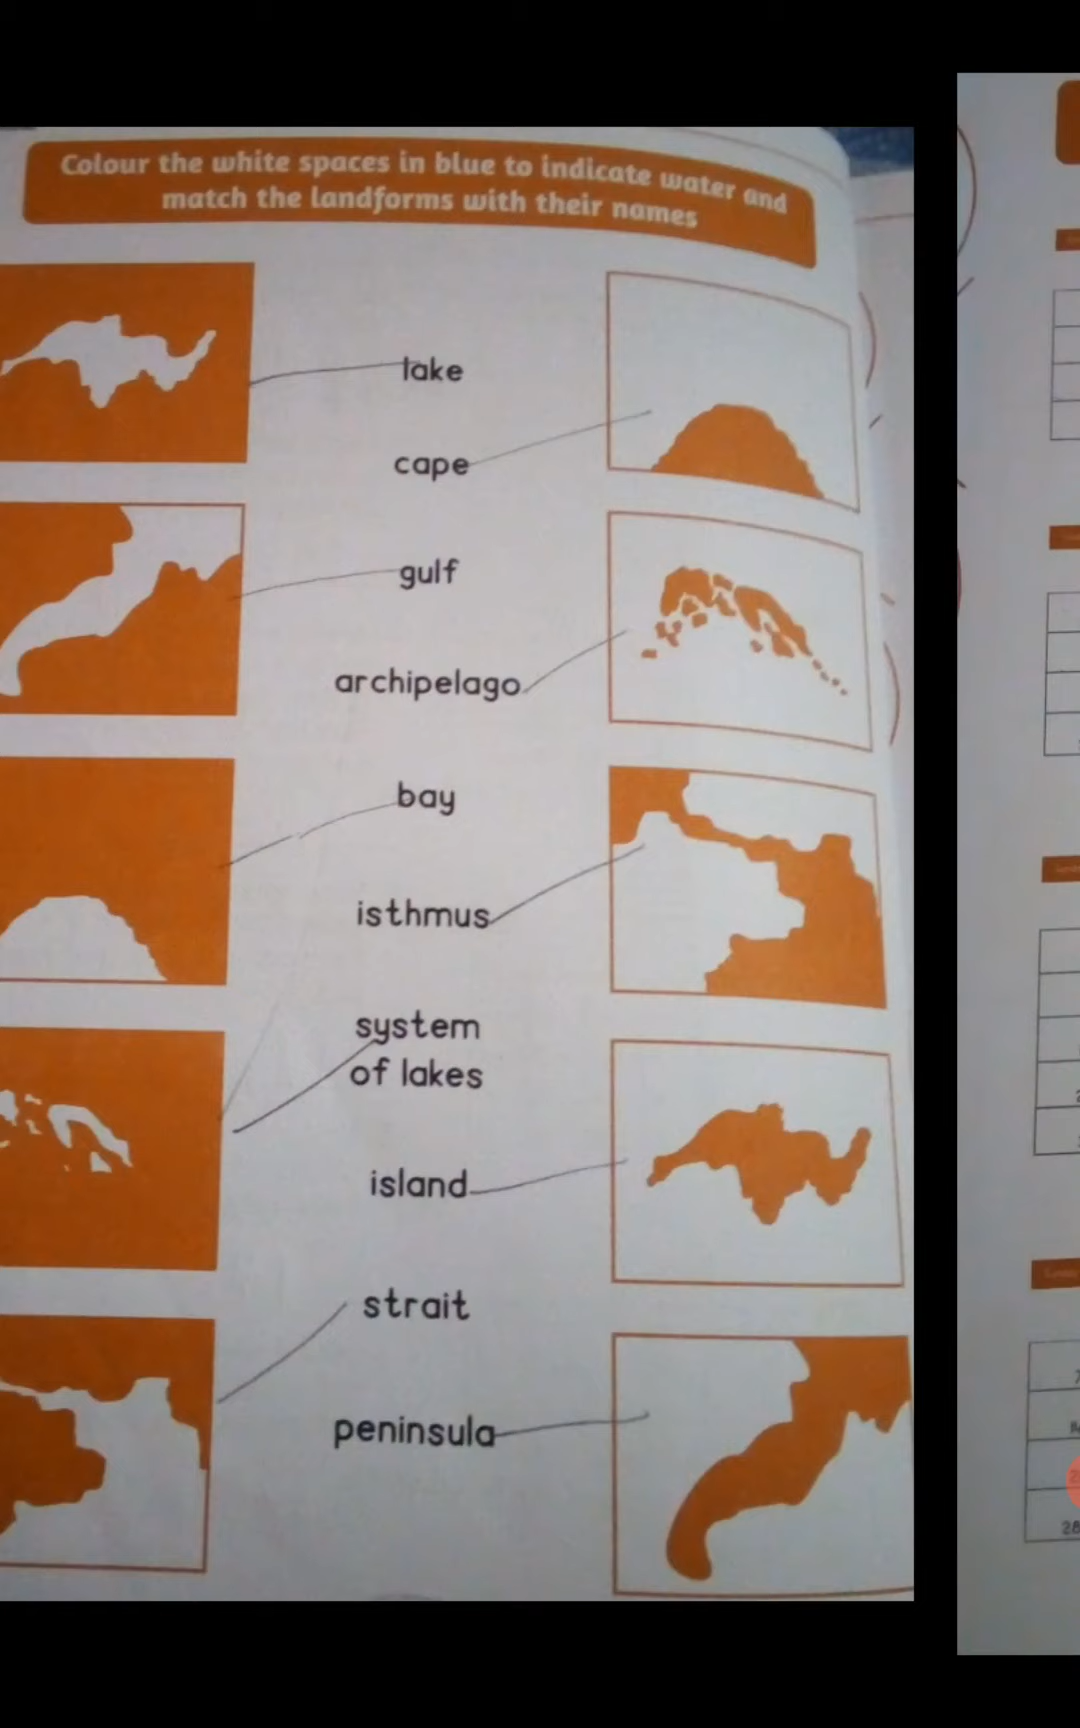 Colour the white spaces in blue to indicate water and
match the landforms with their names
lake
cape
gulf
archipelago
bay
isthmus
system
of lakes
island
strait
peninsula
28